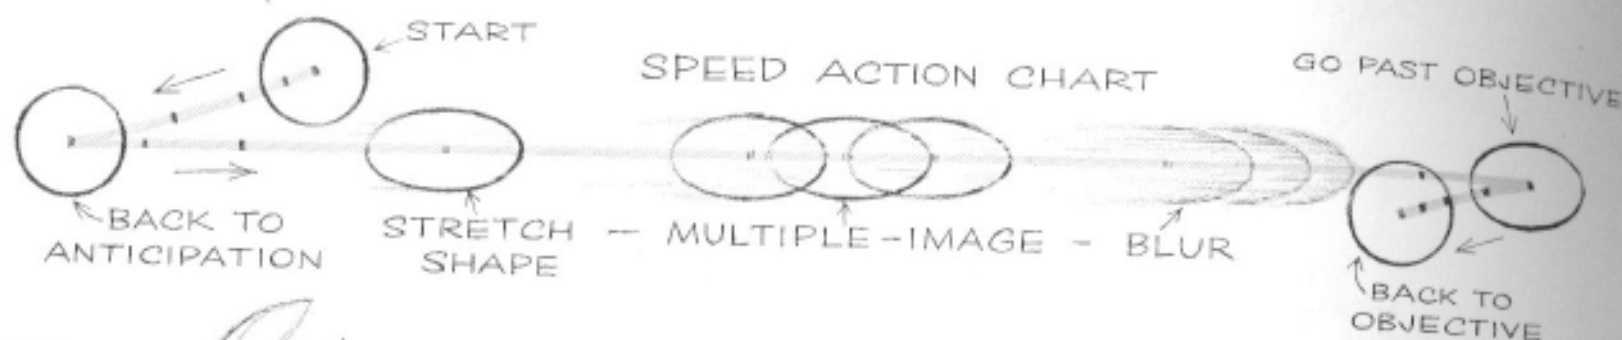 START
SPEED ACTION CHART
GO PAST OBJECTIVE
BACK TO
ANTICIPATION
STRETCH - MULTIPLE-IMAGE - BLUR
SHAPE
BACK TO
OBJECTIVE